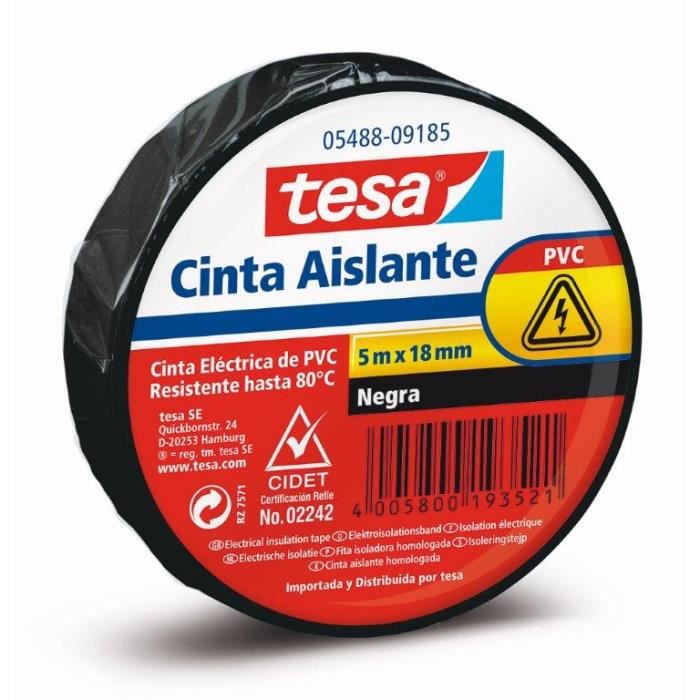 05488-09185
tesa®
Cinta Aislante
PVC
Cinta Eléctrica de PVC
Resistente hasta 80°C
5 m x 18 mm
Negra
tesa SE
Quickbornstr. 24
D-20253 Hamburg
® = reg. tm. tesa SE
www.tesa.com
RZ 7571
CIDET
Certificación Retie
No.02242
4 005800 193521
GB Electrical insulation tape D Elektroisolationsband F Isolation électrique
NL Electrische isolatie P Fita isoladora homologada S Isoleringstejp
E Cinta aislante homologada
Importada y Distribuida por tesa